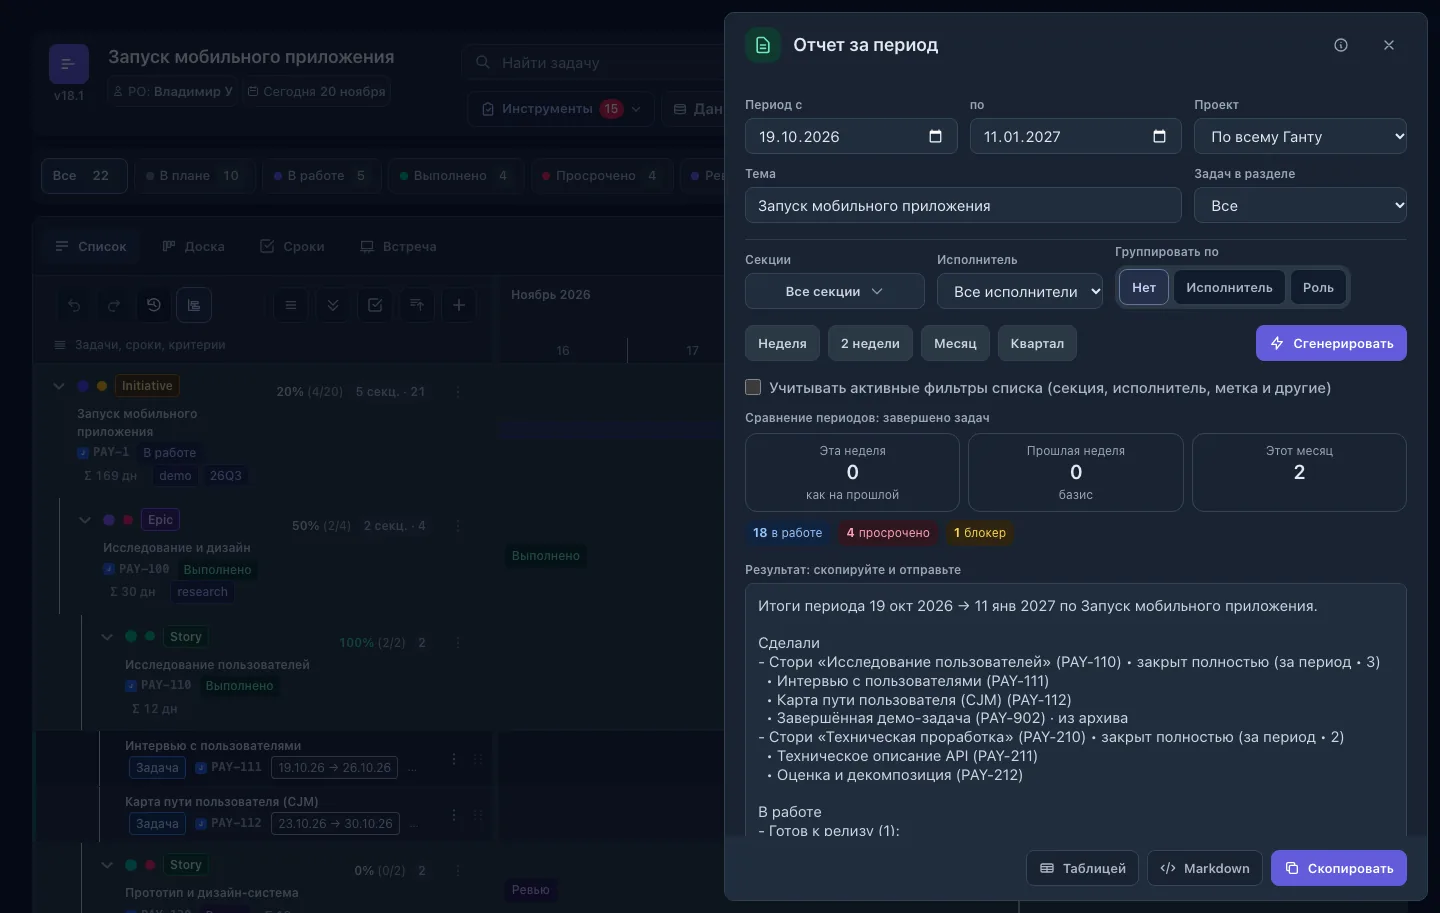 Запуск мобильного приложения
v18.1
PO: Владимир У
Сегодня 20 ноября
Найти задачу
Инструменты 15
Дан
Все 22
В плане 10
В работе 5
Выполнено 4
Просрочено 4
Рев
Список
Доска
Сроки
Встреча
Ноябрь 2026
Задачи, сроки, критерии
16
17
Initiative
20% (4/20) 5 секц. · 21
Запуск мобильного
приложения
PAY-1 В работе
Σ 169 дн demo 26Q3
Epic
50% (2/4) 2 секц. · 4
Исследование и дизайн
PAY-100 Выполнено
Σ 30 дн research
Выполнено
Story
100% (2/2) 2
Исследование пользователей
PAY-110 Выполнено
Σ 12 дн
Интервью с пользователями
Задача PAY-111 19.10.26 → 26.10.26 ...
Карта пути пользователя (CJM)
Задача PAY-112 23.10.26 → 30.10.26 ...
Story
0% (0/2) 2
Прототип и дизайн-система
Ревью
Отчет за период
Период с
по
Проект
19.10.2026
11.01.2027
По всему Ганту
Тема
Задач в разделе
Запуск мобильного приложения
Все
Секции
Исполнитель
Группировать по
Все секции
Все исполнители
Нет
Исполнитель
Роль
Неделя
2 недели
Месяц
Квартал
Сгенерировать
Учитывать активные фильтры списка (секция, исполнитель, метка и другие)
Сравнение периодов: завершено задач
Эта неделя
0
как на прошлой
Прошлая неделя
0
базис
Этот месяц
2
18 в работе
4 просрочено
1 блокер
Результат: скопируйте и отправьте
Итоги периода 19 окт 2026 → 11 янв 2027 по Запуск мобильного приложения.
Сделали
- Стори «Исследование пользователей» (PAY-110) • закрыт полностью (за период • 3)
• Интервью с пользователями (PAY-111)
• Карта пути пользователя (CJM) (PAY-112)
• Завершённая демо-задача (PAY-902) · из архива
- Стори «Техническая проработка» (PAY-210) • закрыт полностью (за период • 2)
• Техническое описание API (PAY-211)
• Оценка и декомпозиция (PAY-212)
В работе
- Готов к релизу (1):
Таблицей
Markdown
Скопировать